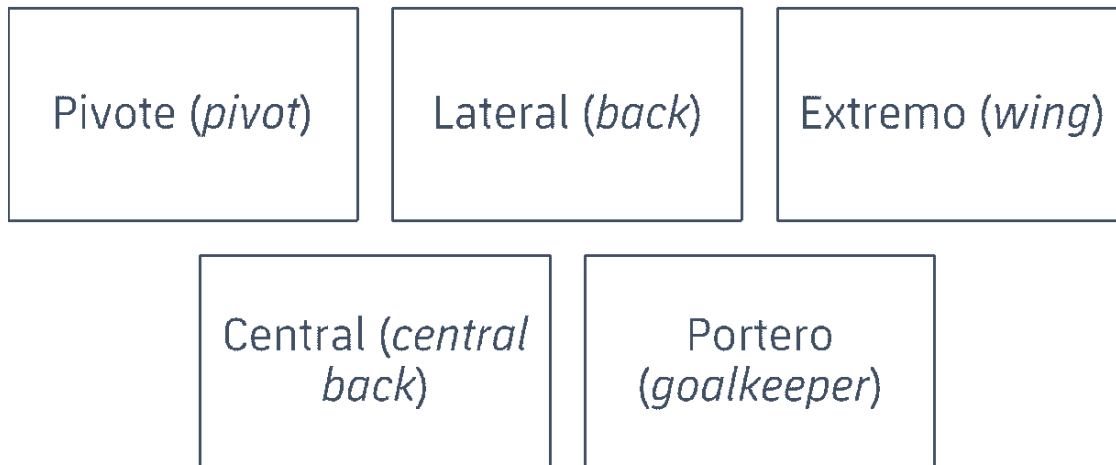 Pivote (pivot)
Lateral (back)
Extremo (wing)
Central (central
back)
Portero
(goalkeeper)